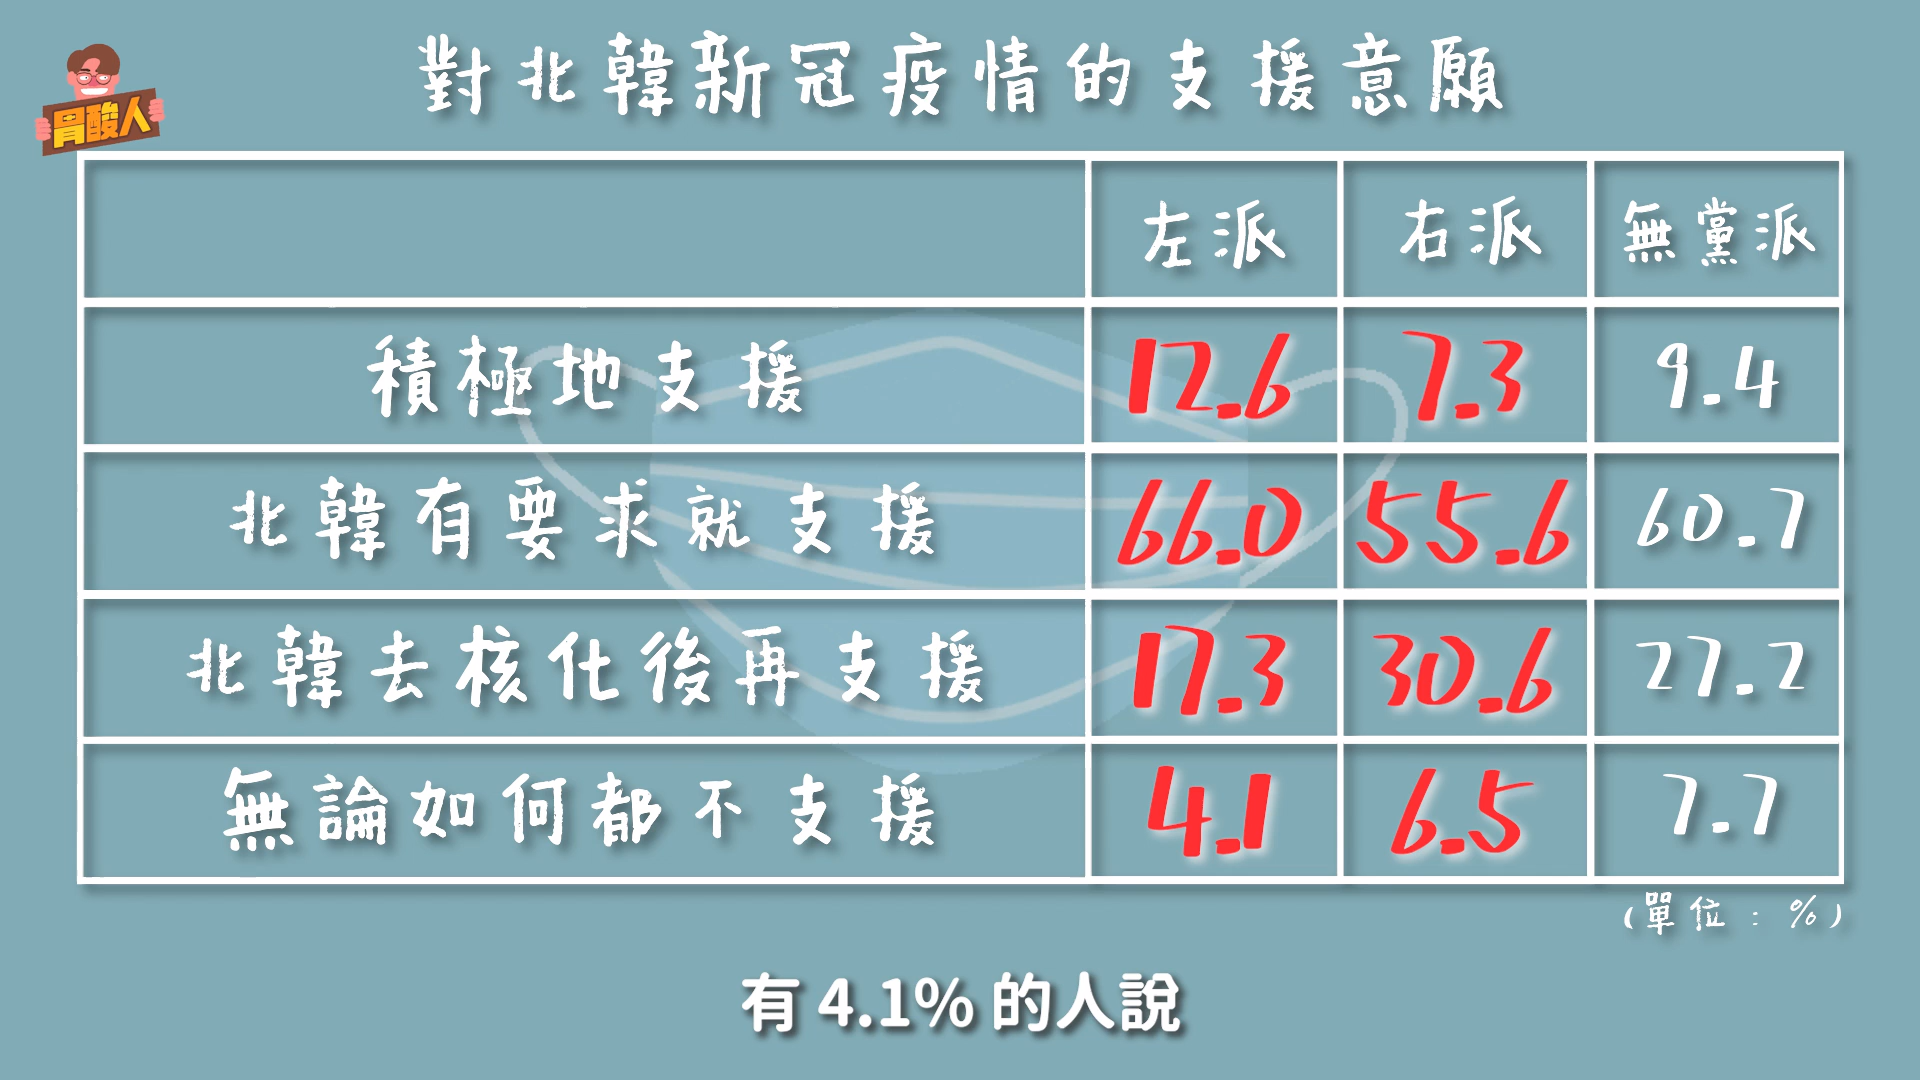 對北韓新冠疫情的支援意願
胃酸人
左派 右派 無黨派
積極地支援 12.6 7.3 9.4
北韓有要求就支援 66.0 55.6 60.7
北韓去核化後再支援 17.3 30.6 27.2
無論如何都不支援 4.1 6.5 7.7
(單位：%)
有 4.1% 的人說